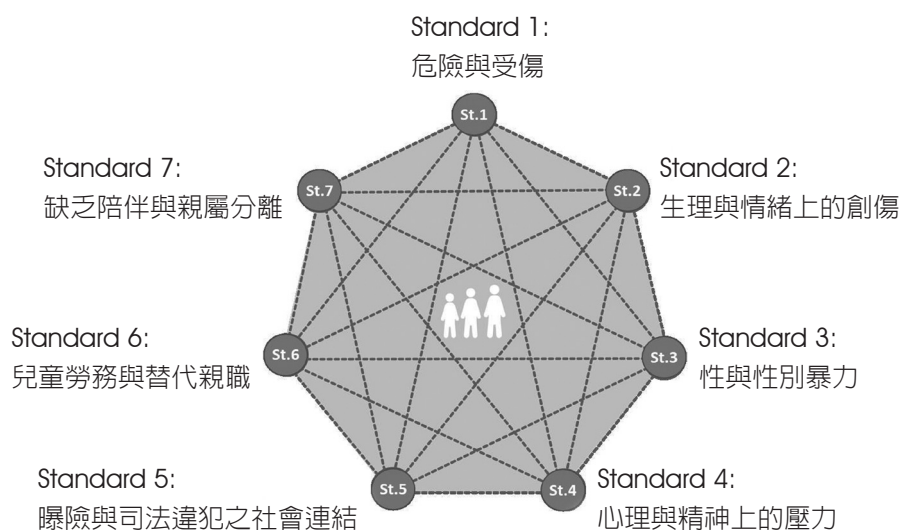 Standard 1:
危險與受傷
St.1
Standard 7:
缺乏陪伴與親屬分離
St.7
St.2
Standard 2:
生理與情緒上的創傷
Standard 6:
兒童勞務與替代親職
St.6
St.3
Standard 3:
性與性別暴力
Standard 5:
曝險與司法違犯之社會連結
St.5
St.4
Standard 4:
心理與精神上的壓力